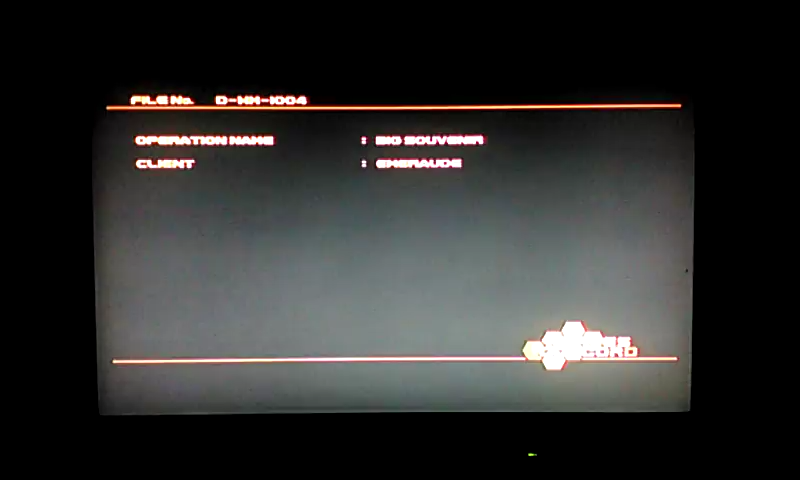 FILE No. D-HH-1004
OPERATION NAME : BIG SOUVENIR
CLIENT : EMERAUDE